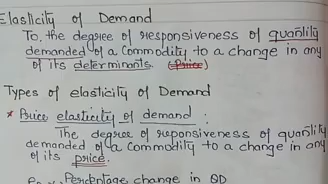 Elasticity of Demand
To, the degree of responsiveness of quantity
demanded of a Commodity to a change in any
of its determinants. (Price)
Types of elasticity of Demand
* Price elasticity of demand :
The degree of reponsiveness of quantity
demanded of a Commodity to a change in any
of its price.
Percentage change in QD